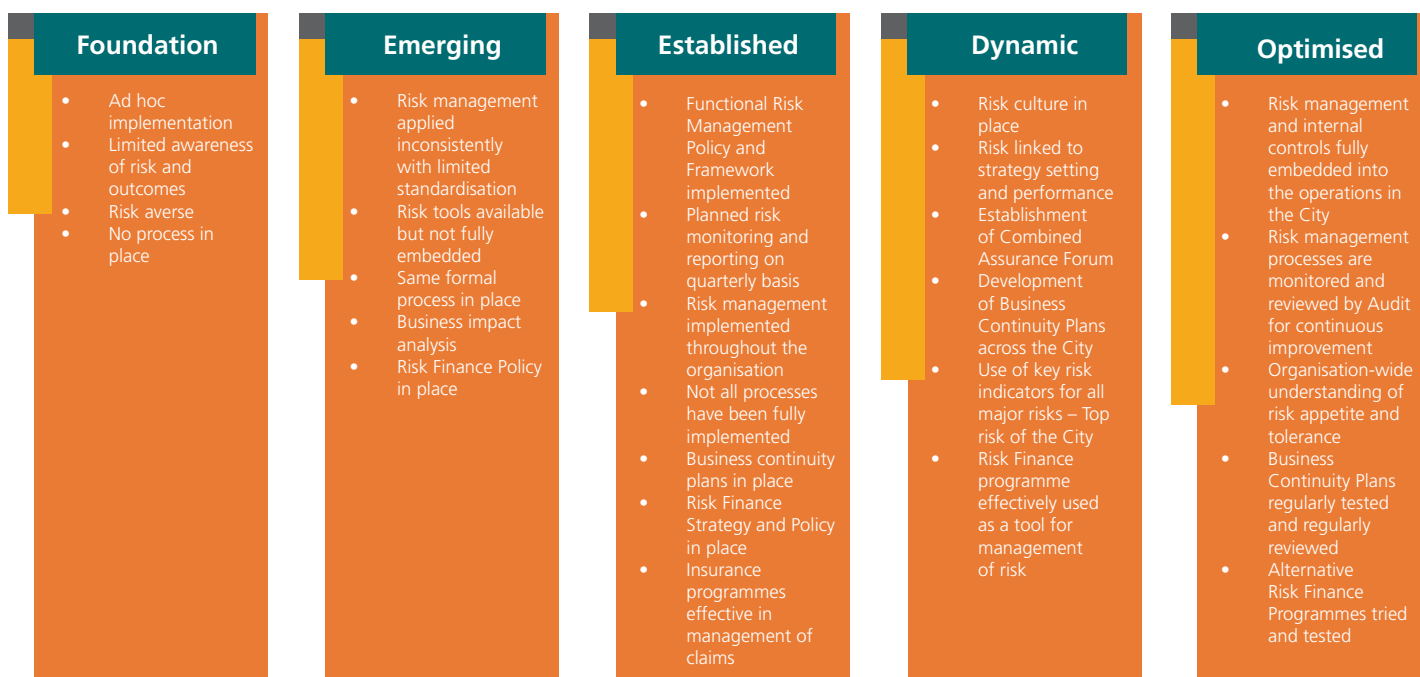 Foundation
• Ad hoc
implementation
• Limited awareness
of risk and
outcomes
• Risk averse
• No process in
place
Emerging
• Risk management
applied
inconsistently
with limited
standardisation
• Risk tools available
but not fully
embedded
• Same formal
process in place
• Business impact
analysis
• Risk Finance Policy
in place
Established
• Functional Risk
Management
Policy and
Framework
implemented
• Planned risk
monitoring and
reporting on
quarterly basis
• Risk management
implemented
throughout the
organisation
• Not all processes
have been fully
implemented
• Business continuity
plans in place
• Risk Finance
Strategy and Policy
in place
• Insurance
programmes
effective in
management of
claims
Dynamic
• Risk culture in
place
• Risk linked to
strategy setting
and performance
• Establishment
of Combined
Assurance Forum
• Development
of Business
Continuity Plans
across the City
• Use of key risk
indicators for all
major risks – Top
risk of the City
• Risk Finance
programme
effectively used
as a tool for
management
of risk
Optimised
• Risk management
and internal
controls fully
embedded into
the operations in
the City
• Risk management
processes are
monitored and
reviewed by Audit
for continuous
improvement
• Organisation-wide
understanding of
risk appetite and
tolerance
• Business
Continuity Plans
regularly tested
and regularly
reviewed
• Alternative
Risk Finance
Programmes tried
and tested